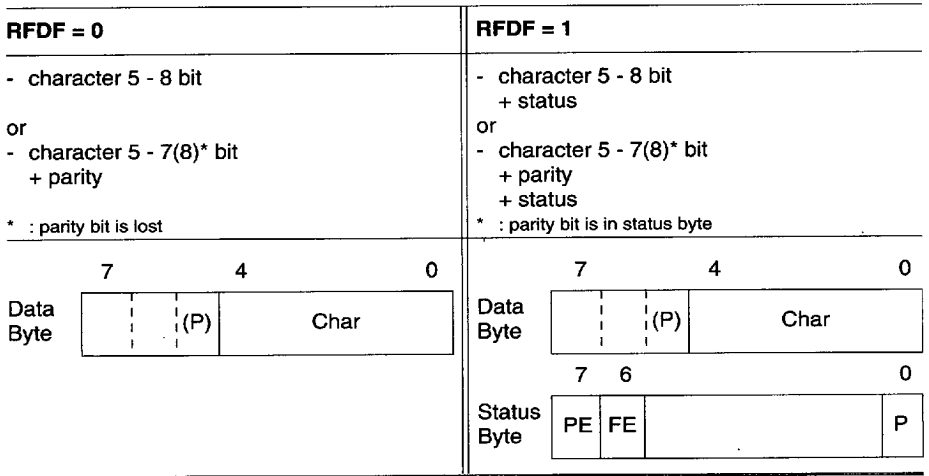 RFDF = 0
- character 5 - 8 bit
or
- character 5 - 7(8)* bit
+ parity
* : parity bit is lost
7 4 0
Data
Byte
(P) Char
RFDF = 1
- character 5 - 8 bit
+ status
or
- character 5 - 7(8)* bit
+ parity
+ status
* : parity bit is in status byte
7 4 0
Data
Byte
(P) Char
7 6 0
Status
Byte
PE FE P